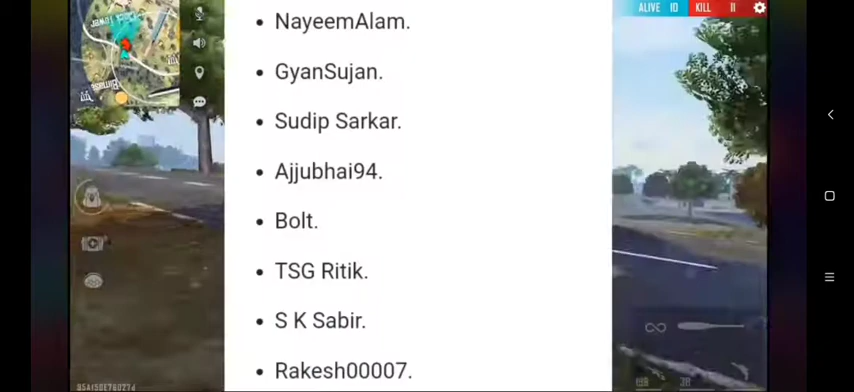 ALIVE 10 KILL 11
• NayeemAlam.
• GyanSujan.
• Sudip Sarkar.
• Ajjubhai94.
• Bolt.
• TSG Ritik.
• S K Sabir.
• Rakesh00007.